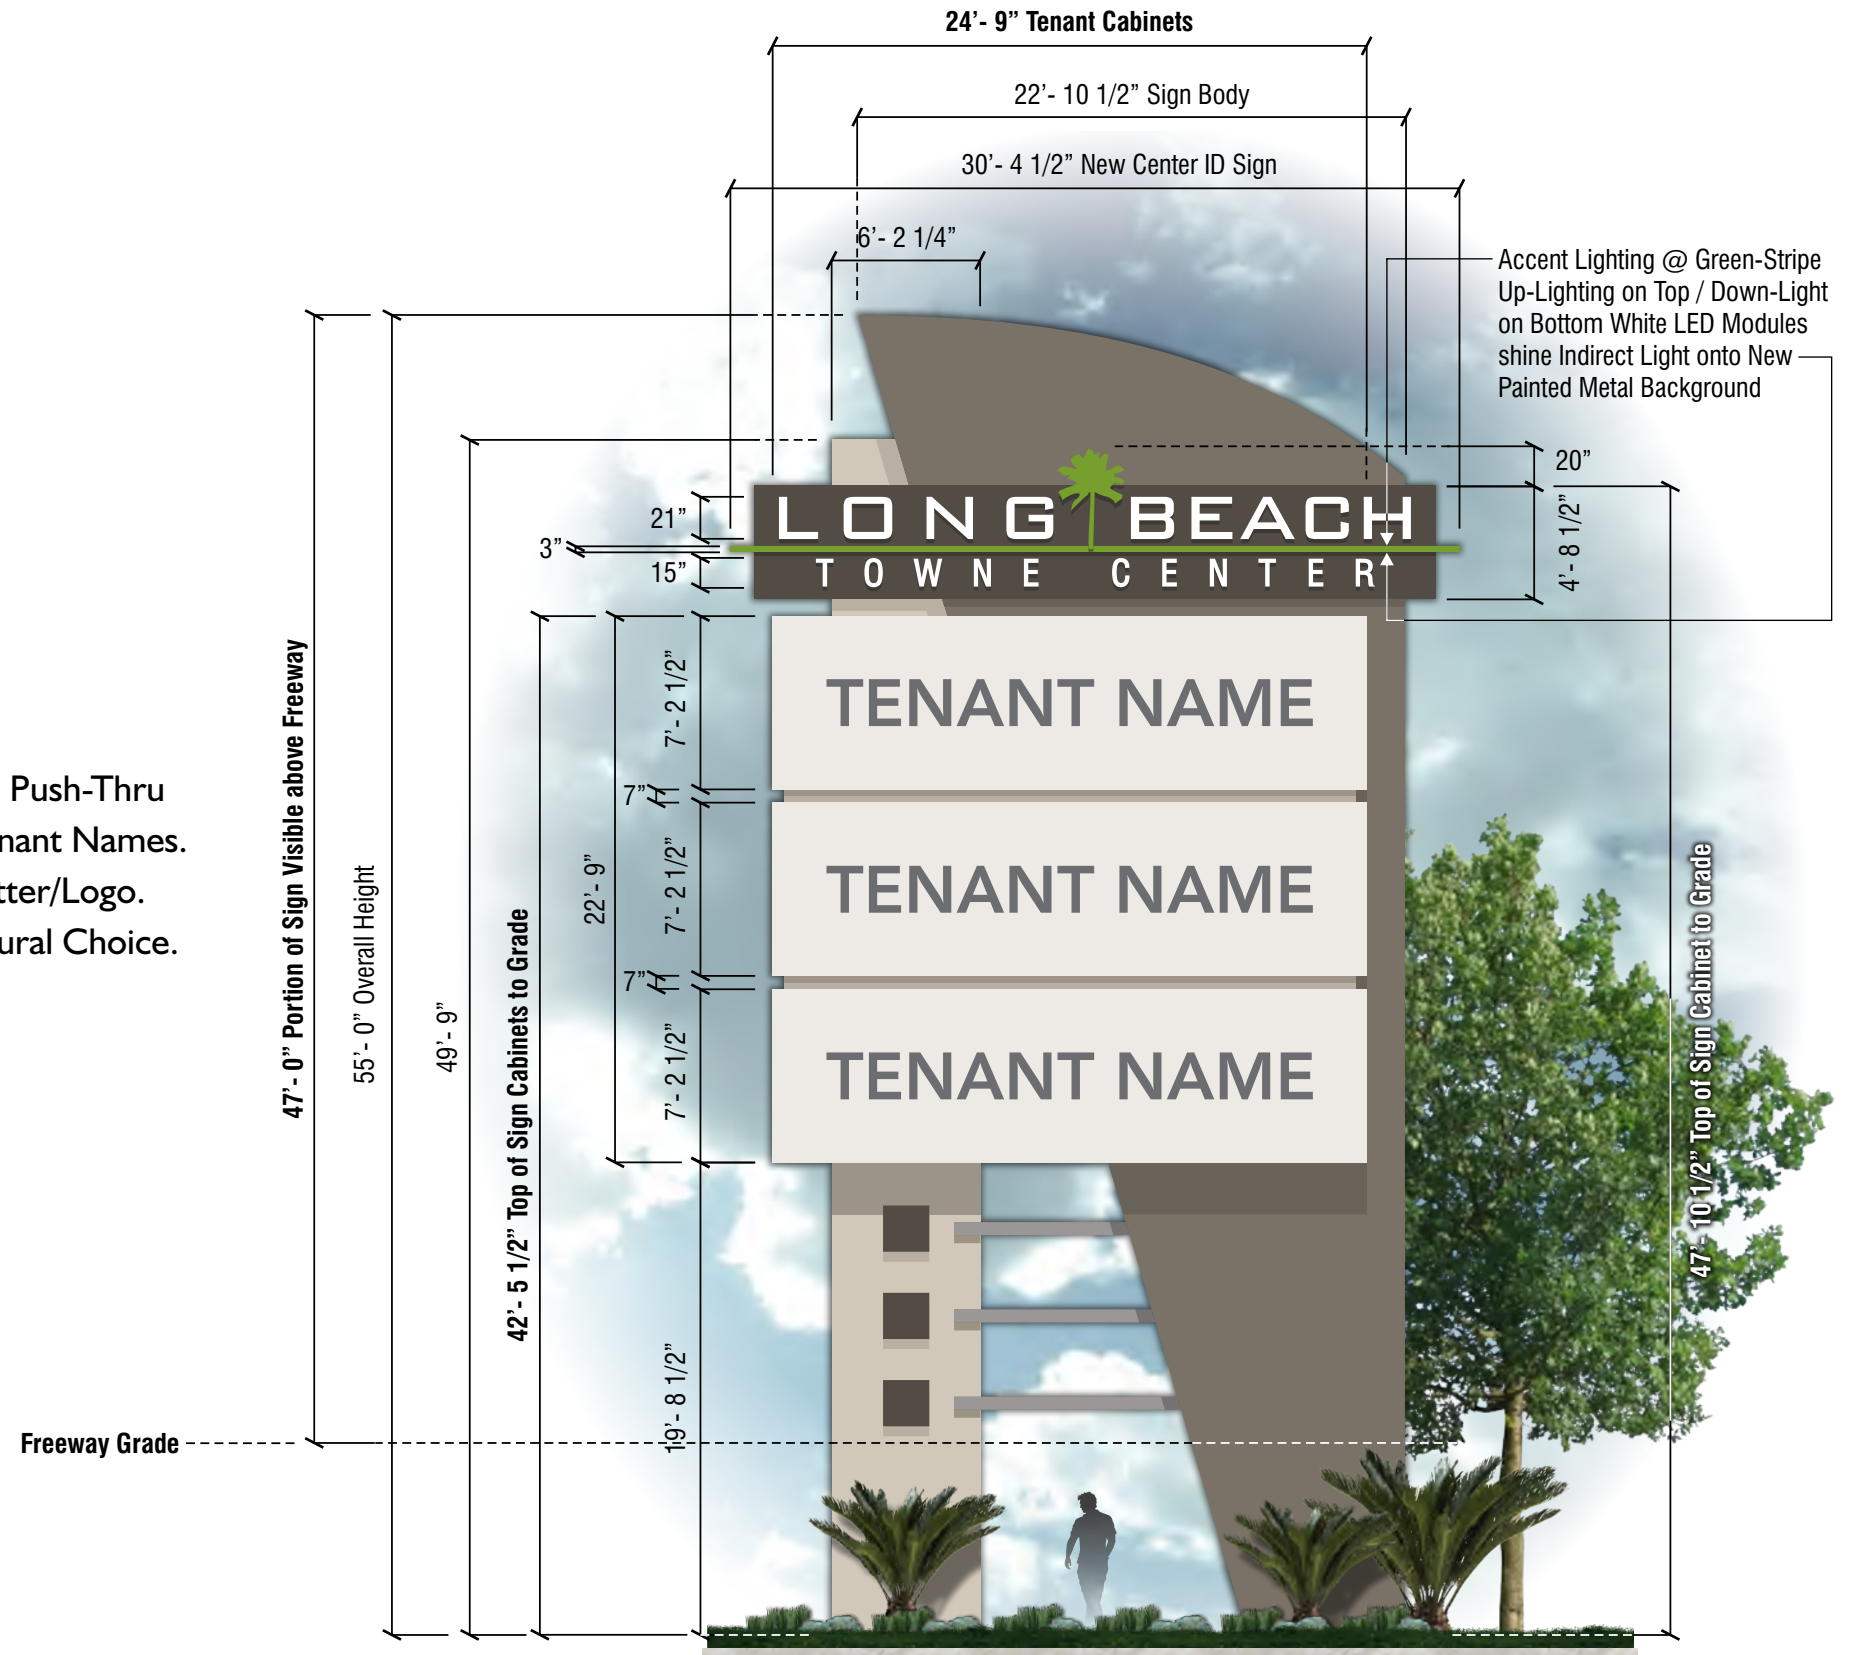 24’- 9” Tenant Cabinets
22’- 10 1/2” Sign Body
30’- 4 1/2” New Center ID Sign
6’- 2 1/4”
Accent Lighting @ Green-Stripe
Up-Lighting on Top / Down-Light
on Bottom White LED Modules
shine Indirect Light onto New
Painted Metal Background
20”
4’- 8 1/2”
21”
3”
15”
LONG BEACH
TOWNE CENTER
TENANT NAME
TENANT NAME
TENANT NAME
7’- 2 1/2”
7”
7’- 2 1/2”
7”
7’- 2 1/2”
22’- 9”
19’- 8 1/2”
42’- 5 1/2” Top of Sign Cabinets to Grade
49’- 9”
55’- 0” Overall Height
47’- 0” Portion of Sign Visible above Freeway
47’- 10 1/2” Top of Sign Cabinet to Grade
Push-Thru
nant Names.
tter/Logo.
ural Choice.
Freeway Grade